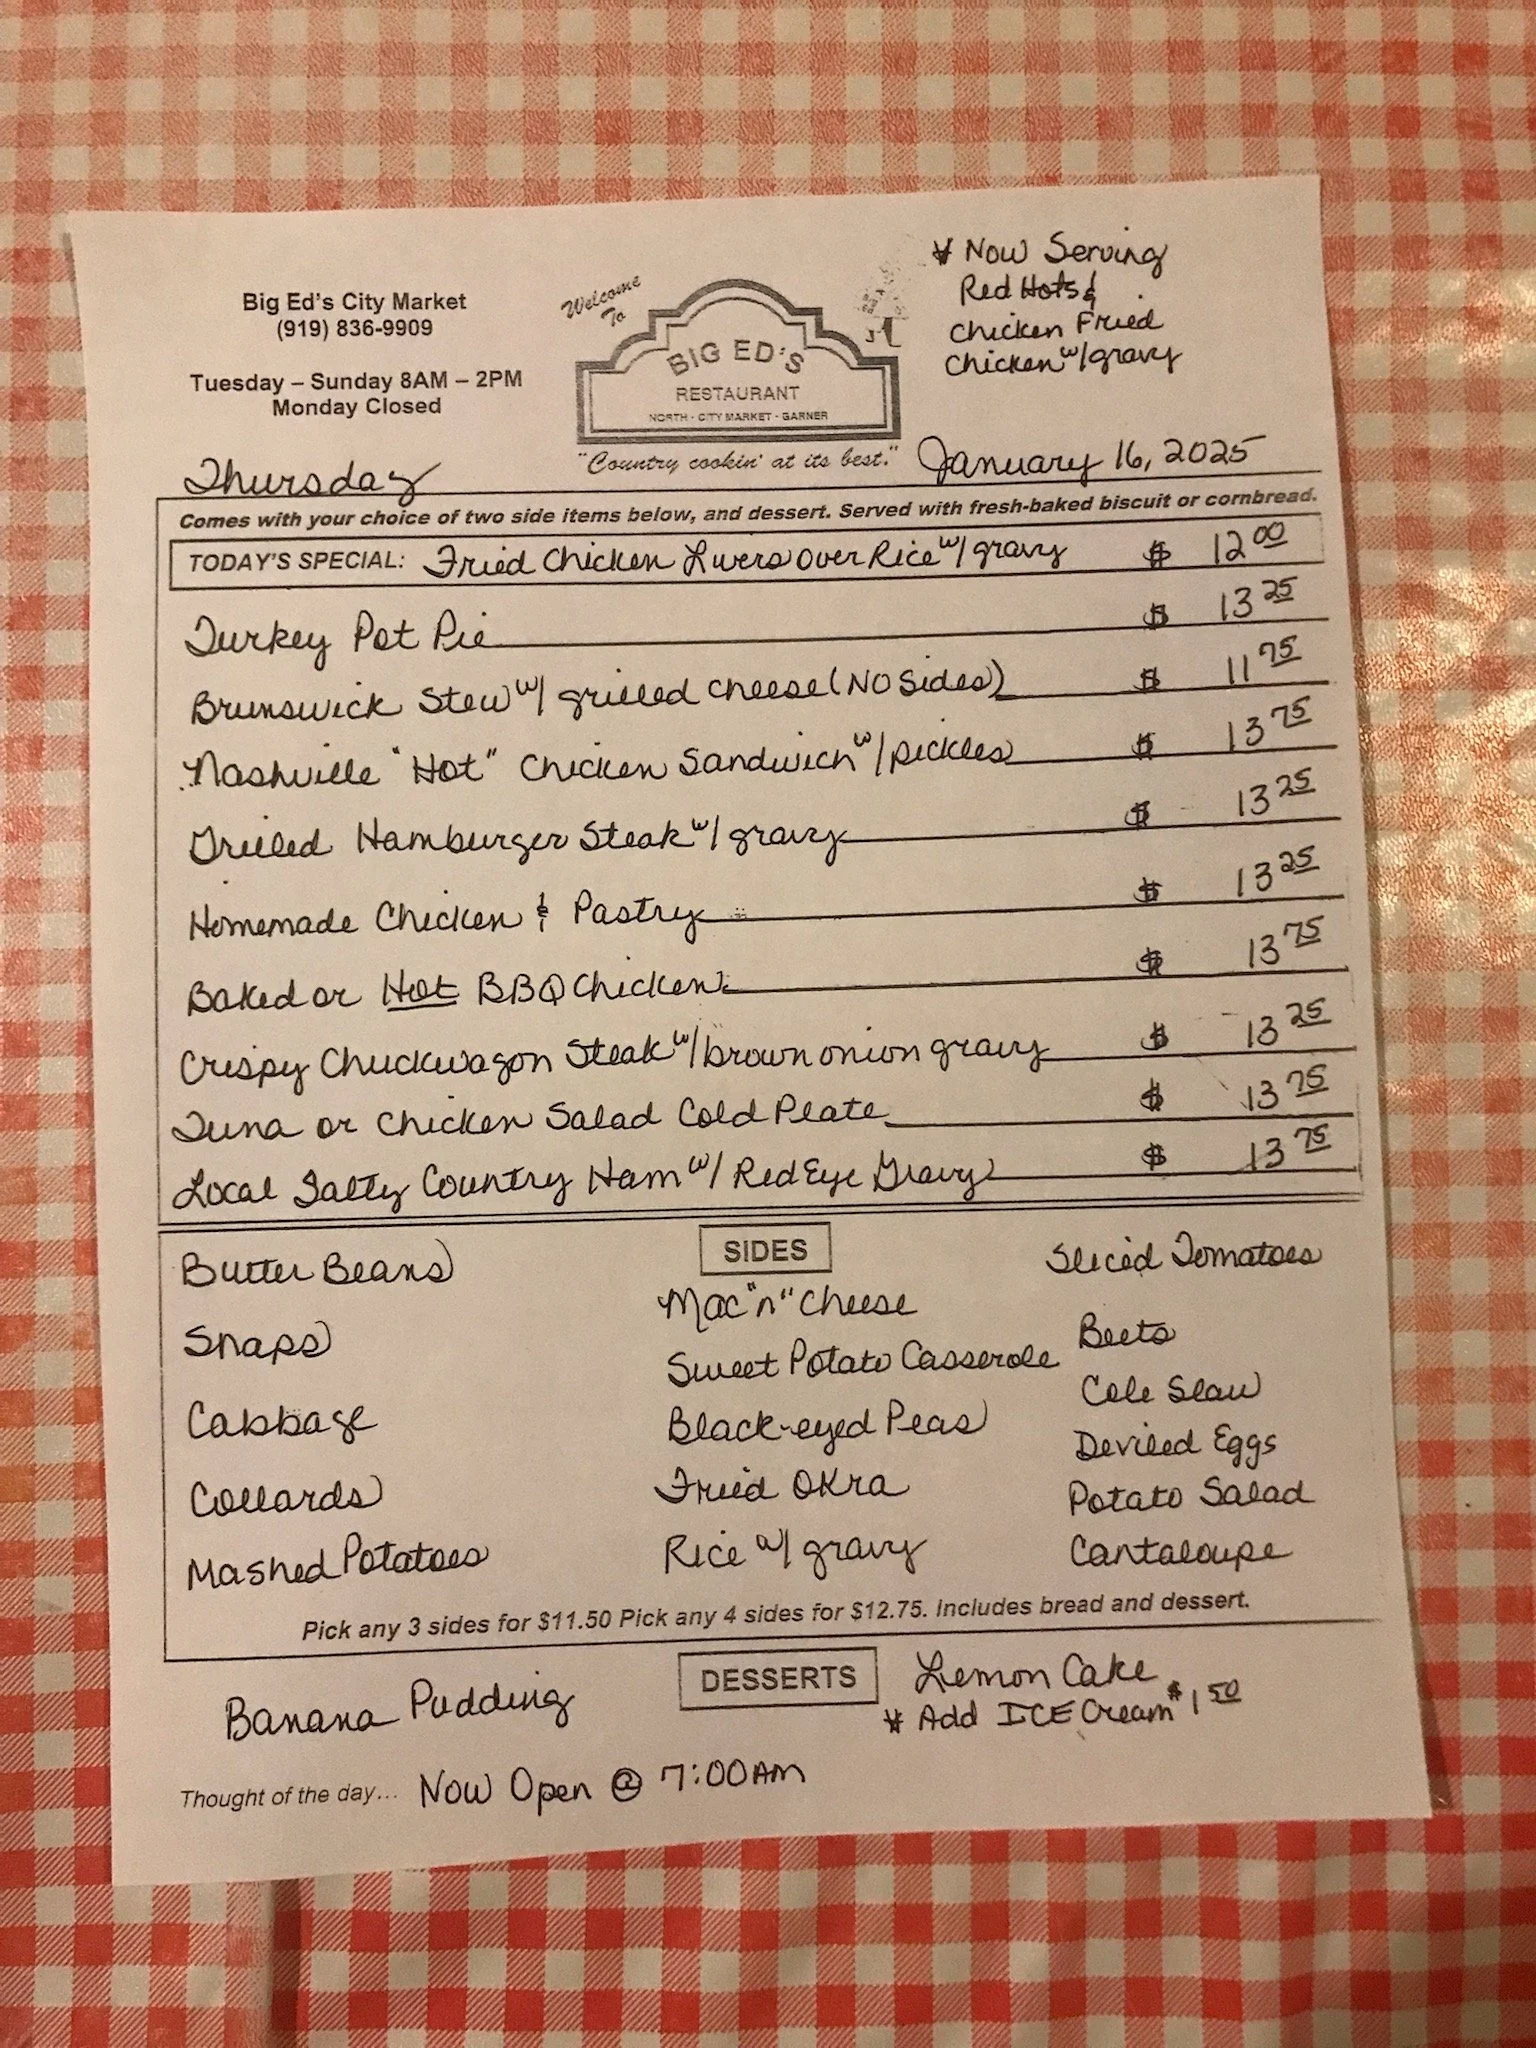 Big Ed's City Market
(919) 836-9909
Tuesday – Sunday 8AM – 2PM
Monday Closed
Welcome
To
BIG ED'S
RESTAURANT
NORTH - CITY MARKET - GARNER
"Country cookin' at its best."
* Now Serving
Red Hots &
Chicken Fried
Chicken w/gravy
Thursday
January 16, 2025
Comes with your choice of two side items below, and dessert. Served with fresh-baked biscuit or cornbread.
TODAY'S SPECIAL: Fried Chicken Livers Over Rice w/ gravy $ 12 00
Turkey Pot Pie $ 13 25
Brunswick Stew w/ grilled cheese (NO Sides) $ 11 75
Nashville "Hot" Chicken Sandwich w/pickles $ 13 75
Grilled Hamburger Steak w/ gravy $ 13 25
Homemade Chicken & Pastry $ 13 25
Baked or Hot BBQ Chicken $ 13 75
Crispy Chuckwagon Steak w/brown onion gravy $ 13 25
Tuna or Chicken Salad Cold Plate $ 13 75
Local Salty Country Ham w/ Red Eye Gravy $ 13 75
SIDES
Butter Beans
Snaps
Cabbage
Collards
Mashed Potatoes
Mac "n" Cheese
Sweet Potato Casserole
Black-eyed Peas
Fried Okra
Rice w/ gravy
Sliced Tomatoes
Beets
Cole Slaw
Deviled Eggs
Potato Salad
Cantaloupe
Pick any 3 sides for $11.50 Pick any 4 sides for $12.75. Includes bread and dessert.
DESSERTS
Banana Pudding
Lemon Cake
* Add ICE Cream $1 50
Thought of the day... Now Open @ 7:00AM